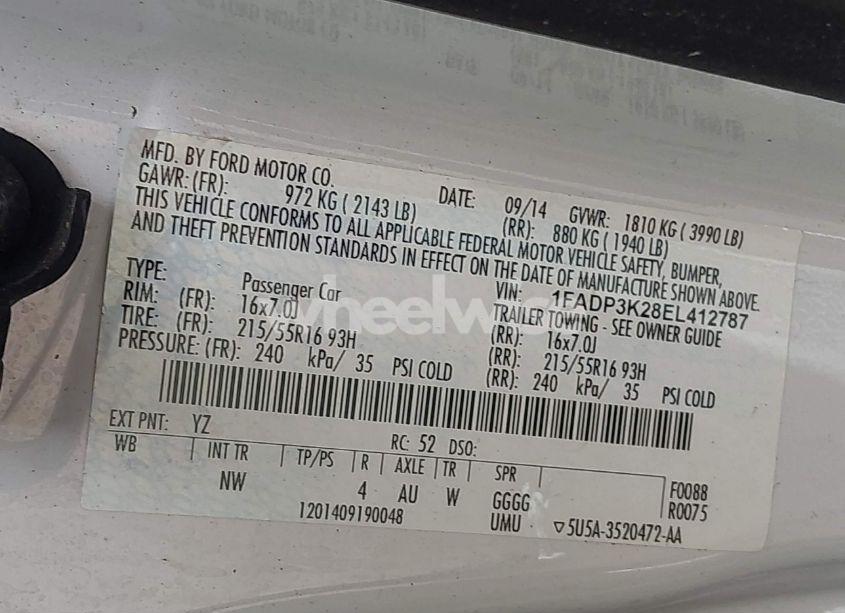 MFD. BY FORD MOTOR CO.
DATE: 09/14 GVWR: 1810 KG ( 3990 LB)
GAWR: (FR): 972 KG ( 2143 LB) (RR): 880 KG ( 1940 LB)
THIS VEHICLE CONFORMS TO ALL APPLICABLE FEDERAL MOTOR VEHICLE SAFETY, BUMPER,
AND THEFT PREVENTION STANDARDS IN EFFECT ON THE DATE OF MANUFACTURE SHOWN ABOVE.
VIN: 1FADP3K28EL412787
TYPE: Passenger Car TRAILER TOWING - SEE OWNER GUIDE
RIM: (FR): 16x7.0J (RR): 16x7.0J
TIRE: (FR): 215/55R16 93H (RR): 215/55R16 93H
PRESSURE: (FR): 240 kPa/ 35 PSI COLD (RR): 240 kPa/ 35 PSI COLD
EXT PNT: YZ RC: 52 DSO:
WB INT TR TP/PS R AXLE TR SPR F0088
NW 4 AU W GGGG R0075
1201409190048 UMU ▽5U5A-3520472-AA